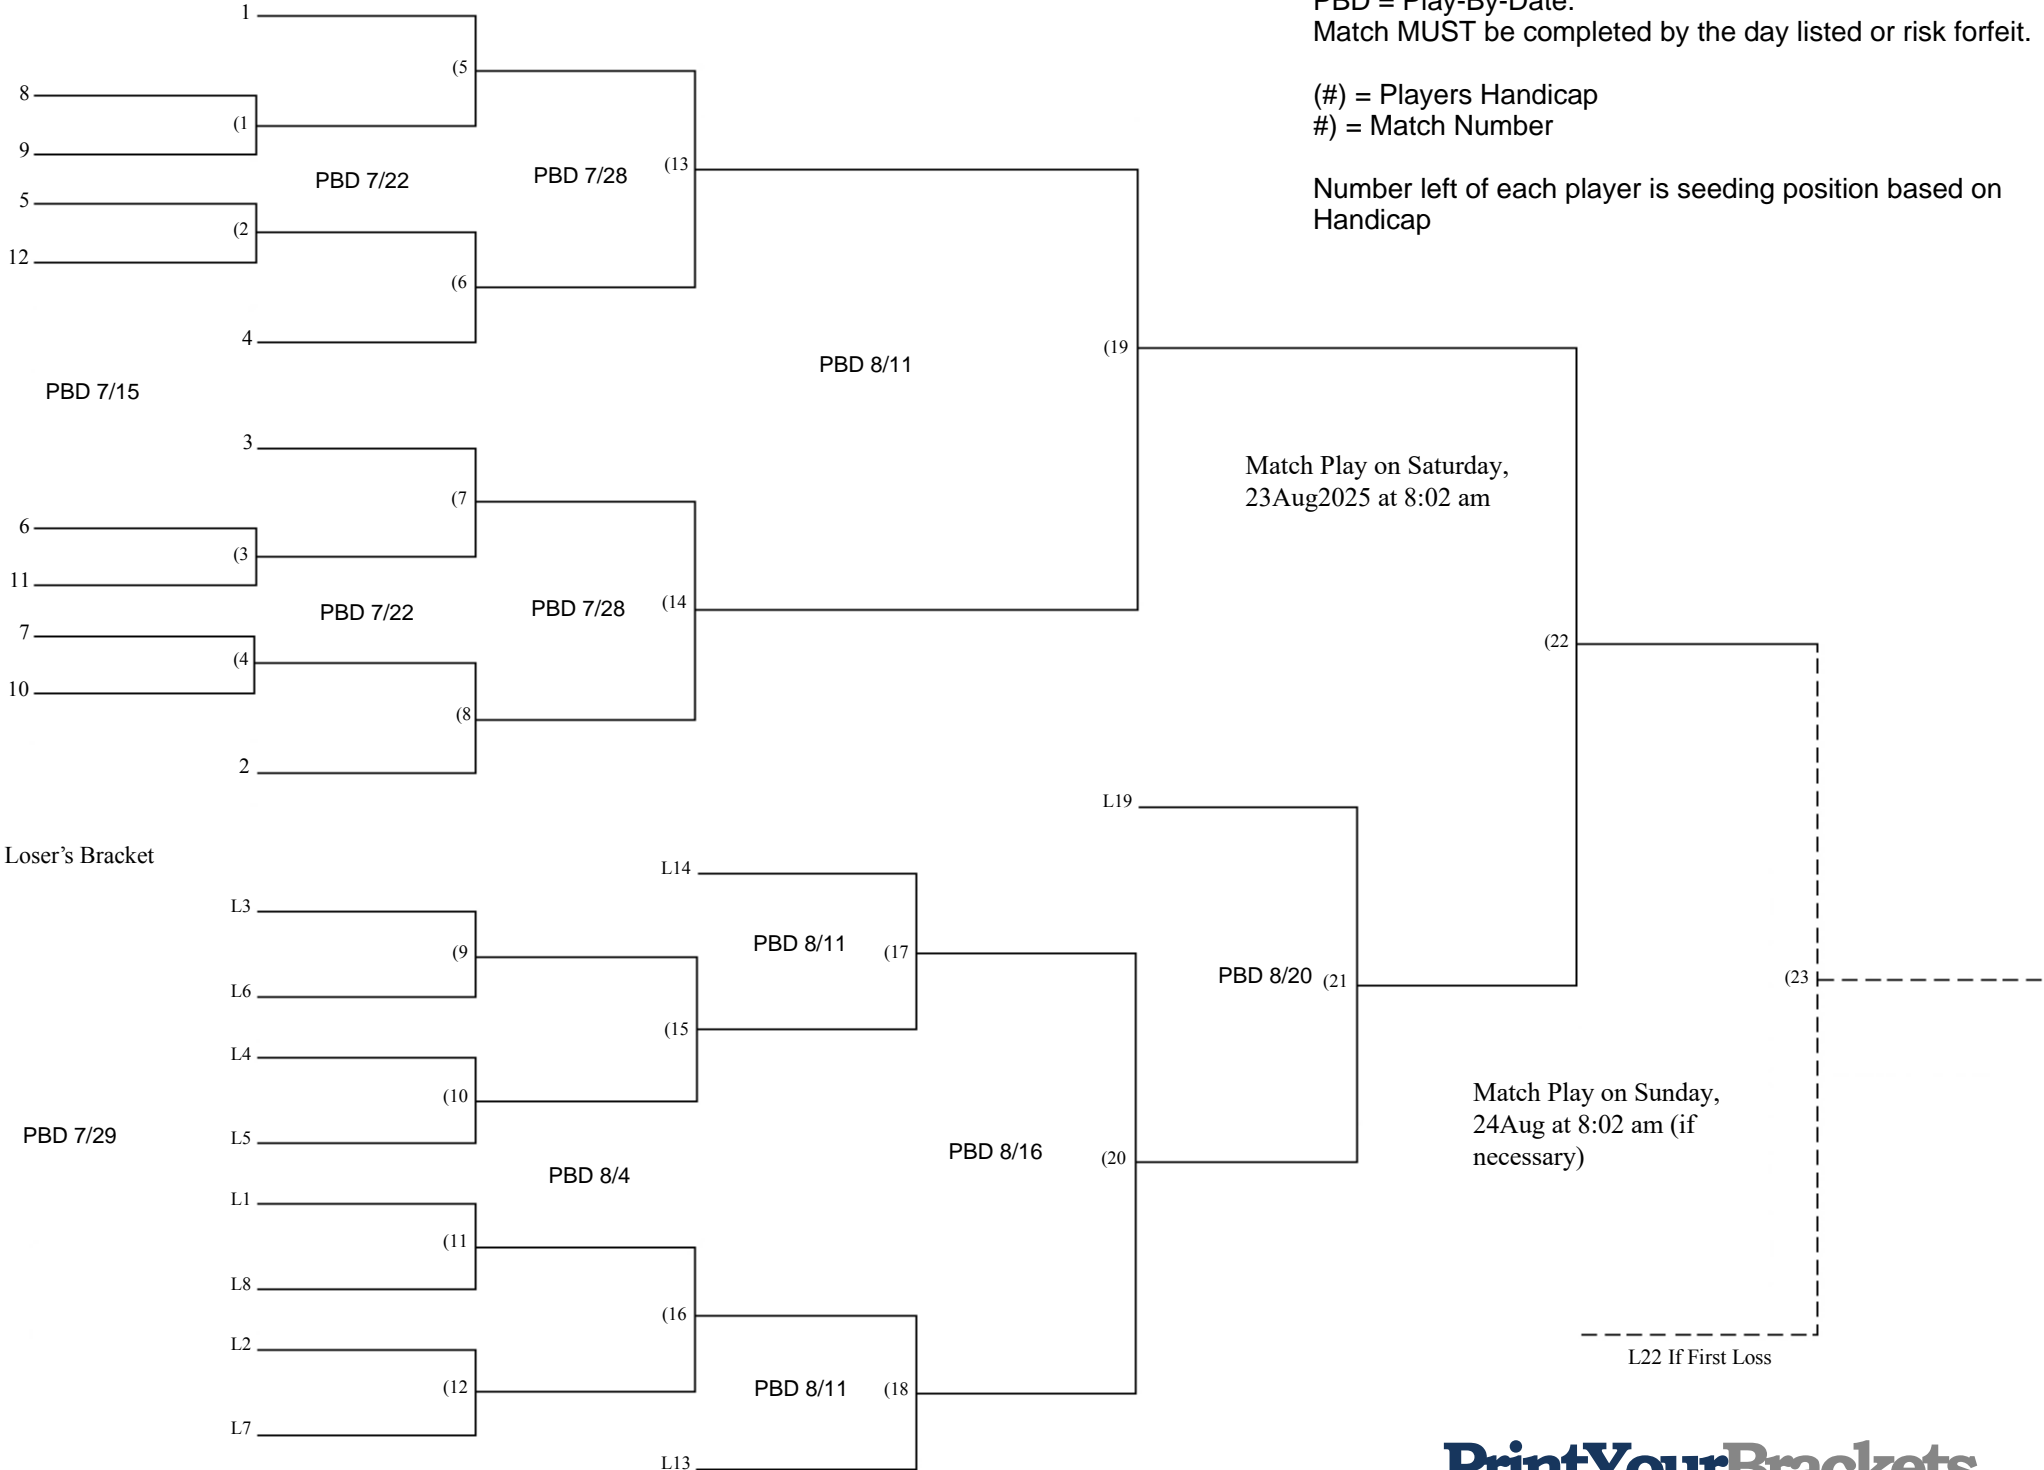 PBD = Play-By-Date.
Match MUST be completed by the day listed or risk forfeit.
(#) = Players Handicap
#) = Match Number
Number left of each player is seeding position based on
Handicap
1
(5
8
(1
9
PBD 7/22
PBD 7/28
(13
5
(2
12
(6
4
PBD 8/11
(19
PBD 7/15
3
(7
Match Play on Saturday,
23Aug2025 at 8:02 am
6
(3
11
PBD 7/22
PBD 7/28
(14
7
(4
10
(8
2
(22
L19
Loser’s Bracket
L14
L3
(9
L6
PBD 8/11
(17
PBD 8/20
(21
(23
(15
L4
(10
L5
PBD 7/29
PBD 8/4
PBD 8/16
(20
Match Play on Sunday,
24Aug at 8:02 am (if
necessary)
L1
(11
L8
(16
L2
(12
L7
PBD 8/11
(18
L13
L22 If First Loss
PrintYourBrackets